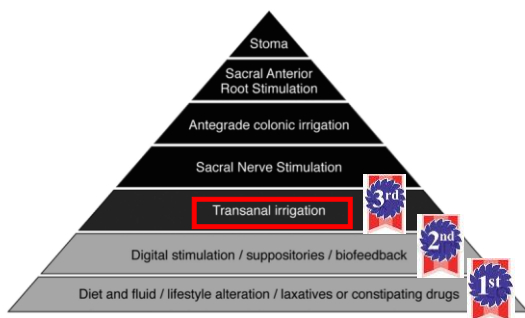 Stoma
Sacral Anterior
Root Stimulation
Antegrade colonic irrigation
Sacral Nerve Stimulation
Transanal irrigation
3rd
Digital stimulation / suppositories / biofeedback
2nd
Diet and fluid / lifestyle alteration / laxatives or constipating drugs
1st